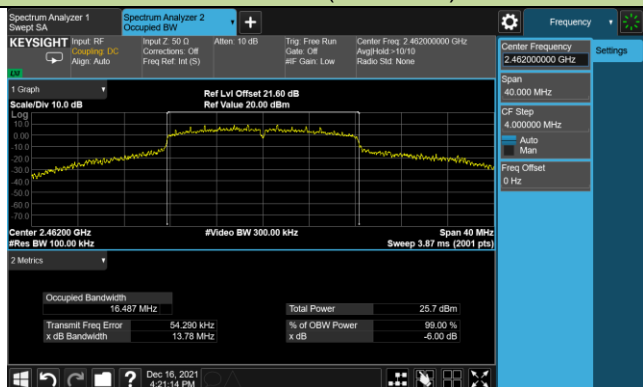 Spectrum Analyzer 1
Swept SA
Spectrum Analyzer 2
Occupied BW
Frequency
KEYSIGHT
Input: RF
Coupling: DC
Align: Auto
Input Z: 50 Ω
Corrections: Off
Freq Ref: Int (S)
Atten: 10 dB
Trig: Free Run
Gate: Off
#IF Gain: Low
Center Freq: 2.462000000 GHz
Avg|Hold:>10/10
Radio Std: None
Center Frequency
2.462000000 GHz
Settings
Span
40.000 MHz
CF Step
4.000000 MHz
Auto
Man
Freq Offset
0 Hz
1 Graph
Scale/Div 10.0 dB
Ref Lvl Offset 21.60 dB
Ref Value 20.00 dBm
Log
10.0
0.00
-10.0
-20.0
-30.0
-40.0
-50.0
-60.0
-70.0
Center 2.46200 GHz
#Video BW 300.00 kHz
Span 40 MHz
#Res BW 100.00 kHz
Sweep 3.87 ms (2001 pts)
2 Metrics
Occupied Bandwidth
16.487 MHz
Total Power 25.7 dBm
Transmit Freq Error 54.290 kHz
% of OBW Power 99.00 %
x dB Bandwidth 13.78 MHz
x dB -6.00 dB
Dec 16, 2021
4:21:14 PM